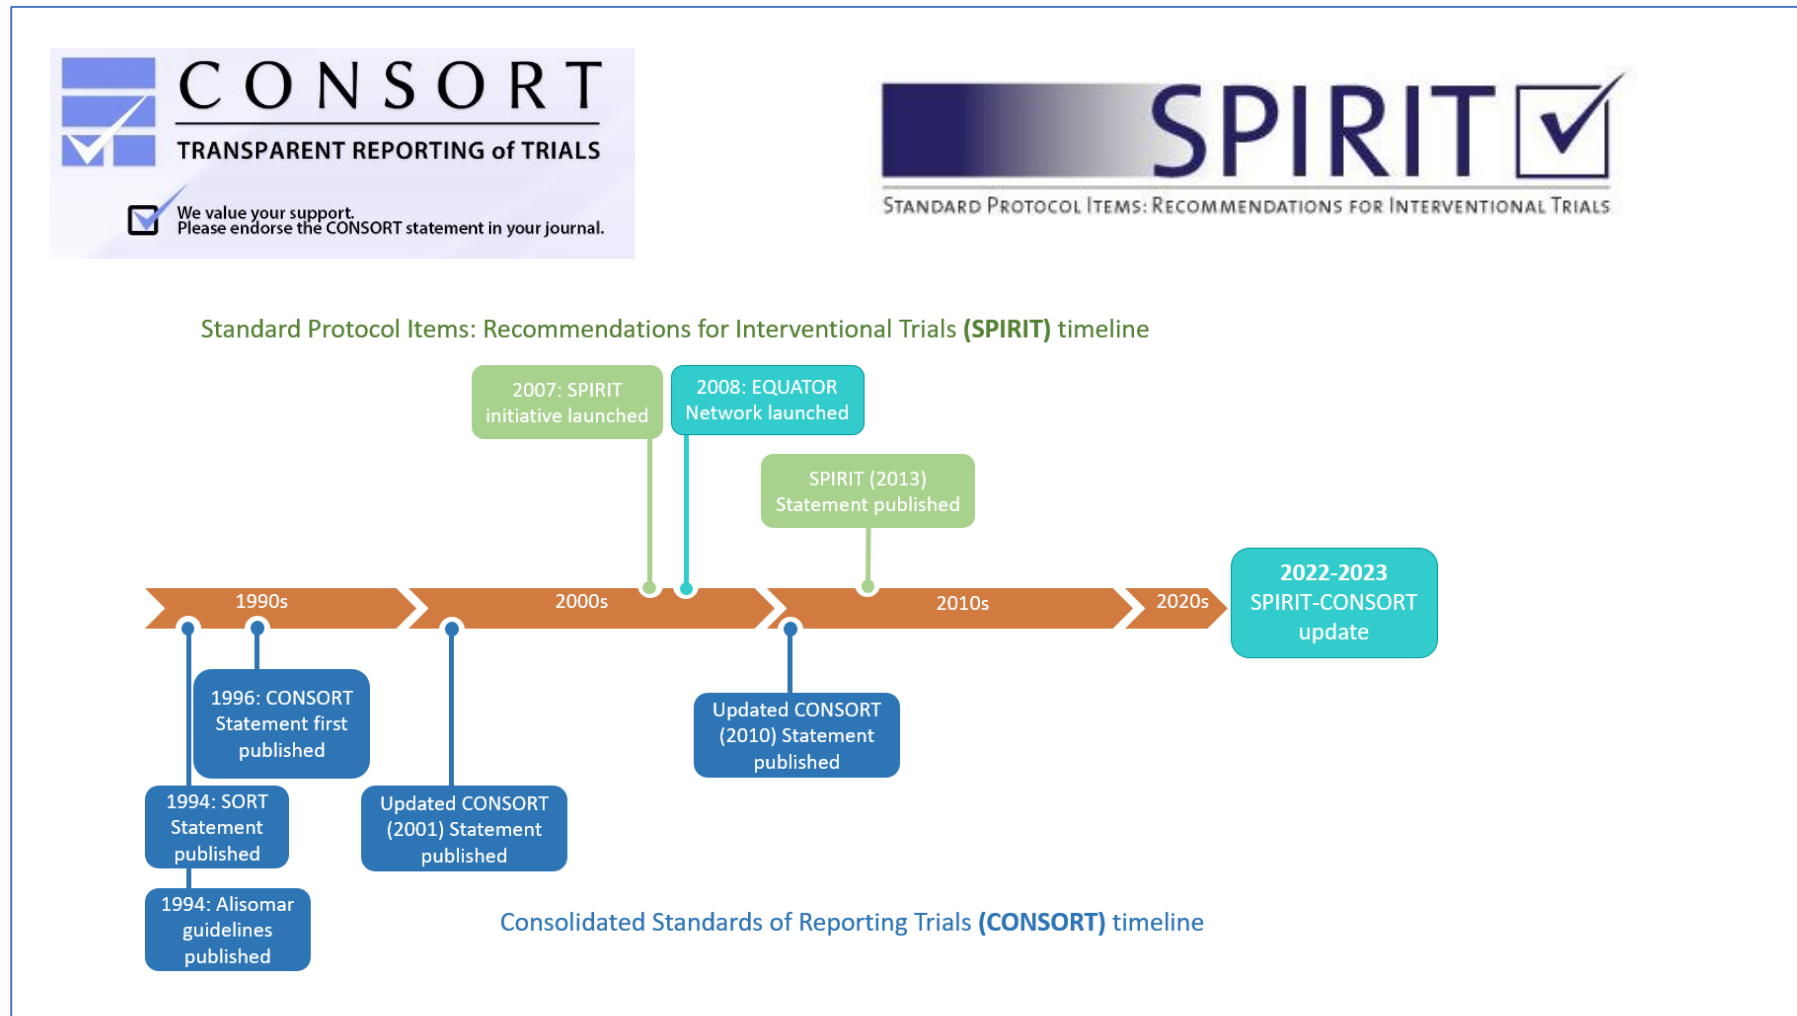 CONSORT
TRANSPARENT REPORTING of TRIALS
We value your support.
Please endorse the CONSORT statement in your journal.
SPIRIT
STANDARD PROTOCOL ITEMS: RECOMMENDATIONS FOR INTERVENTIONAL TRIALS
Standard Protocol Items: Recommendations for Interventional Trials (SPIRIT) timeline
2007: SPIRIT
initiative launched
2008: EQUATOR
Network launched
SPIRIT (2013)
Statement published
1990s
2000s
2010s
2020s
2022-2023
SPIRIT-CONSORT
update
1996: CONSORT
Statement first
published
1994: SORT
Statement
published
1994: Alisomar
guidelines
published
Updated CONSORT
(2001) Statement
published
Updated CONSORT
(2010) Statement
published
Consolidated Standards of Reporting Trials (CONSORT) timeline